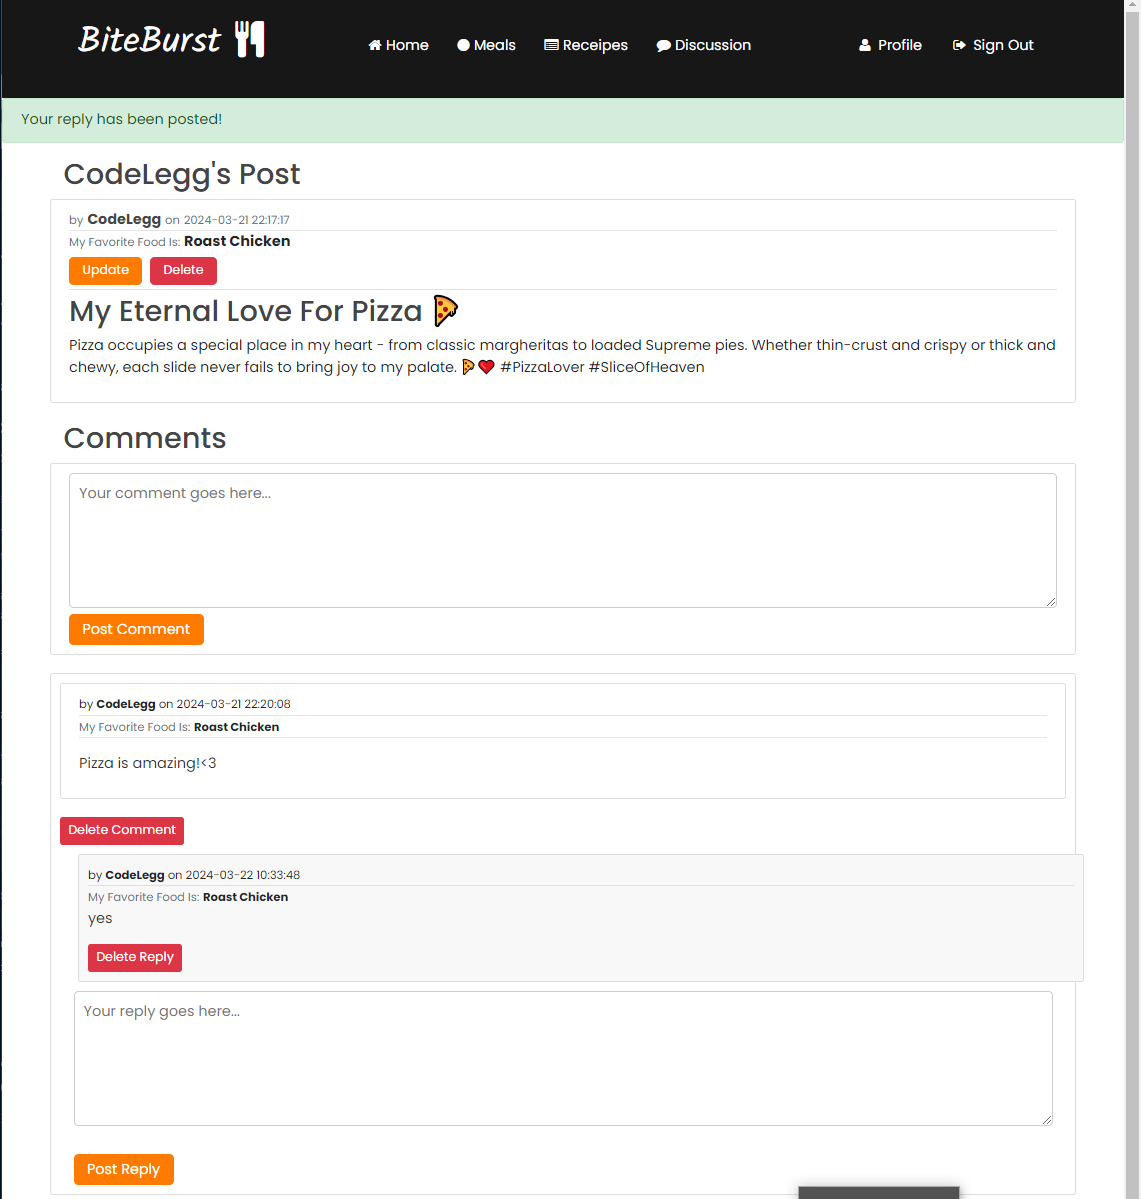 BiteBurst
Home Meals Receipes Discussion Profile Sign Out
Your reply has been posted!
CodeLegg's Post
by CodeLegg on 2024-03-21 22:17:17
My Favorite Food Is: Roast Chicken
Update Delete
My Eternal Love For Pizza 🍕
Pizza occupies a special place in my heart - from classic margheritas to loaded Supreme pies. Whether thin-crust and crispy or thick and
chewy, each slide never fails to bring joy to my palate. 🍕❤️ #PizzaLover #SliceOfHeaven
Comments
Your comment goes here...
Post Comment
by CodeLegg on 2024-03-21 22:20:08
My Favorite Food Is: Roast Chicken
Pizza is amazing!<3
Delete Comment
by CodeLegg on 2024-03-22 10:33:48
My Favorite Food Is: Roast Chicken
yes
Delete Reply
Your reply goes here...
Post Reply